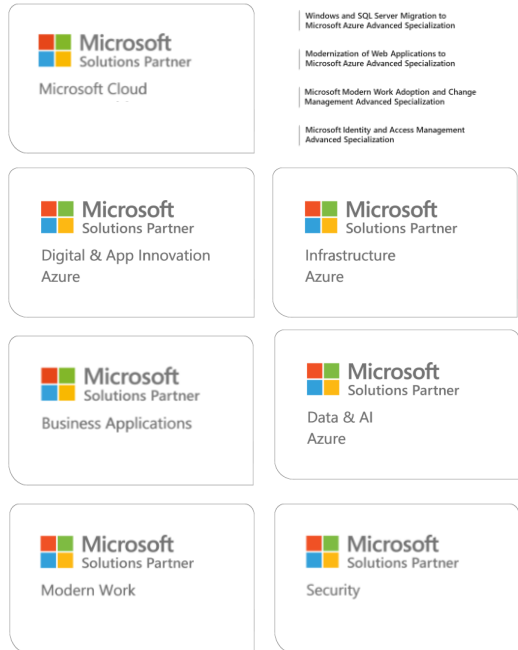 Microsoft
Solutions Partner
Microsoft Cloud
Windows and SQL Server Migration to
Microsoft Azure Advanced Specialization
Modernization of Web Applications to
Microsoft Azure Advanced Specialization
Microsoft Modern Work Adoption and Change
Management Advanced Specialization
Microsoft Identity and Access Management
Advanced Specialization
Microsoft
Solutions Partner
Digital & App Innovation
Azure
Microsoft
Solutions Partner
Infrastructure
Azure
Microsoft
Solutions Partner
Business Applications
Microsoft
Solutions Partner
Data & AI
Azure
Microsoft
Solutions Partner
Modern Work
Microsoft
Solutions Partner
Security